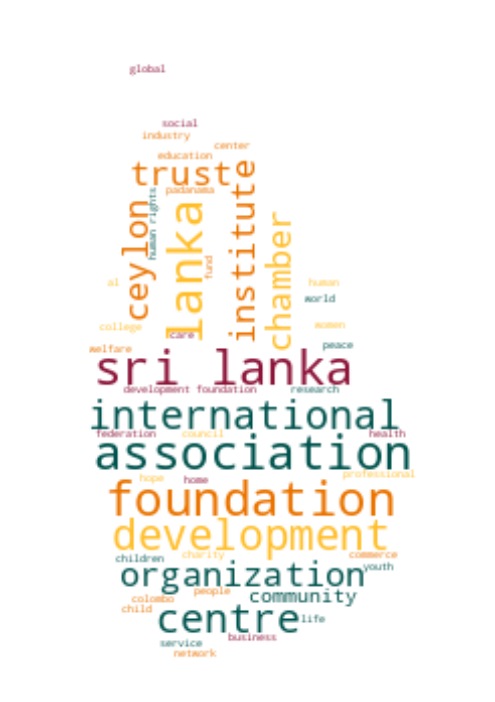 global
social
industry
center
education
truste
padanama
ceylon
human rights
lanka
fund
institute
chamber
al
human
world
college
women
care
welfare
peace
sri lanka
development foundation
research
international
federation
council
health
association
professional
hope
home
foundation
development
children
charity
commerce
organization
youth
people
community
colombo
child
centre
life
business
service
network